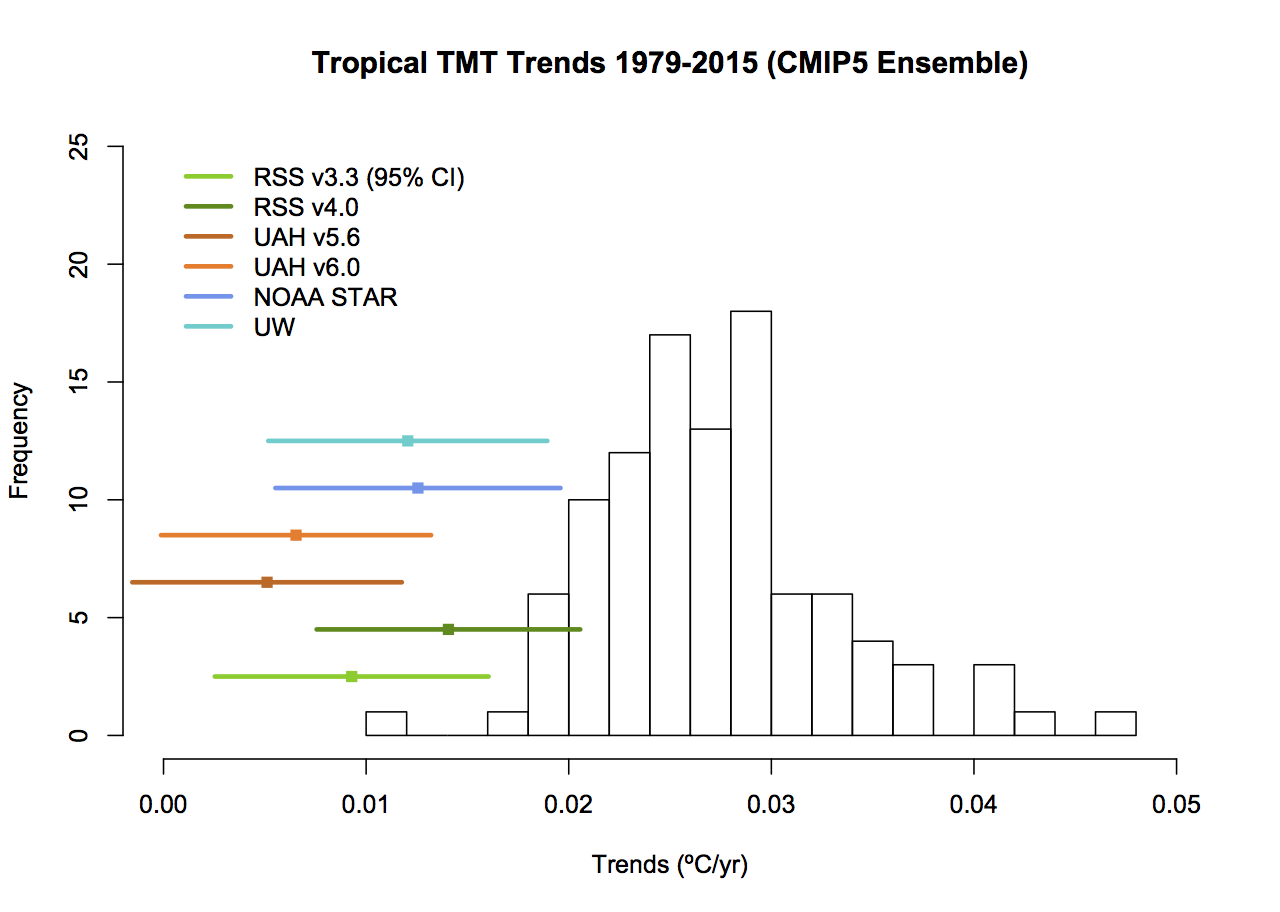 Tropical TMT Trends 1979-2015 (CMIP5 Ensemble)
25
20
15
10
5
0
Frequency
RSS v3.3 (95% CI)
RSS v4.0
UAH v5.6
UAH v6.0
NOAA STAR
UW
0.00 0.01 0.02 0.03 0.04 0.05
Trends (ºC/yr)